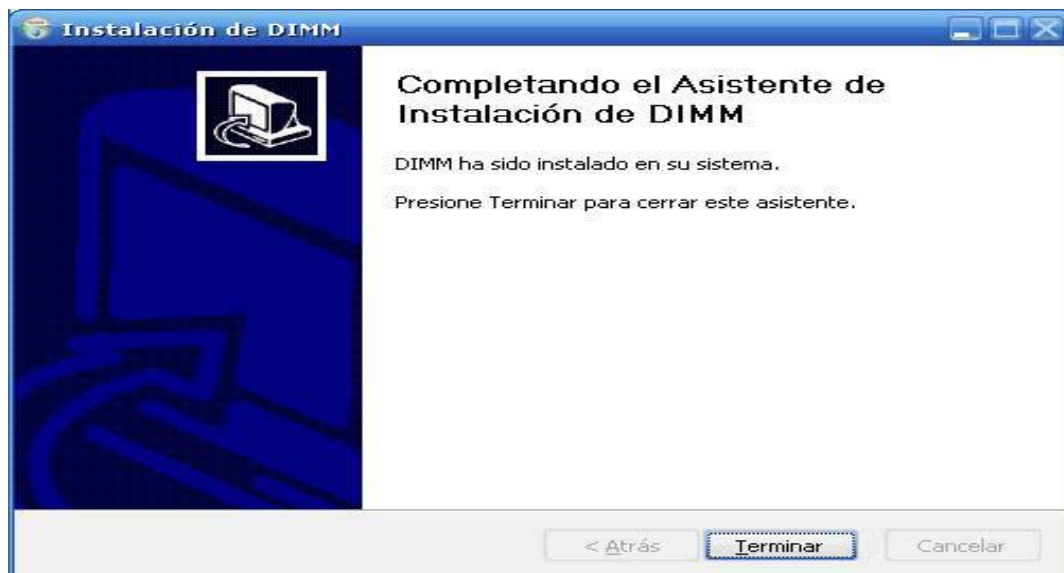 Instalación de DIMM
Completando el Asistente de
Instalación de DIMM
DIMM ha sido instalado en su sistema.
Presione Terminar para cerrar este asistente.
< Atrás
Terminar
Cancelar